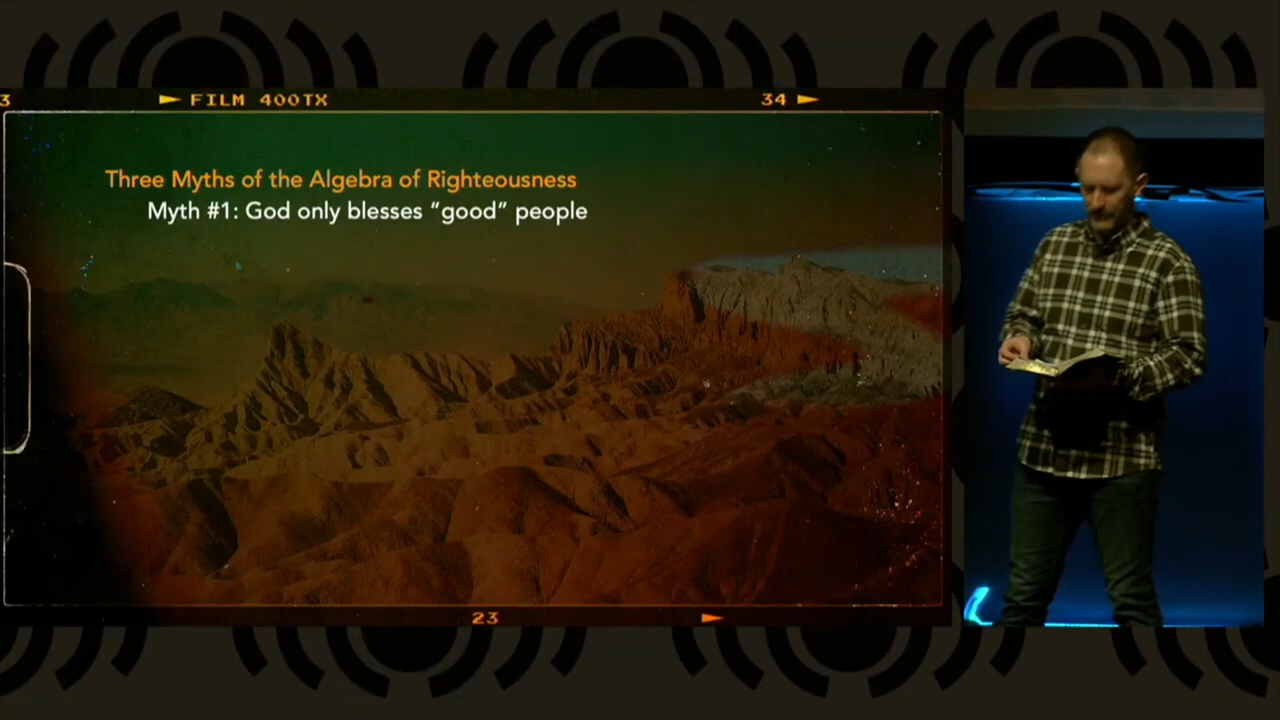 3
FILM 400TX
34
Three Myths of the Algebra of Righteousness
Myth #1: God only blesses “good” people
23